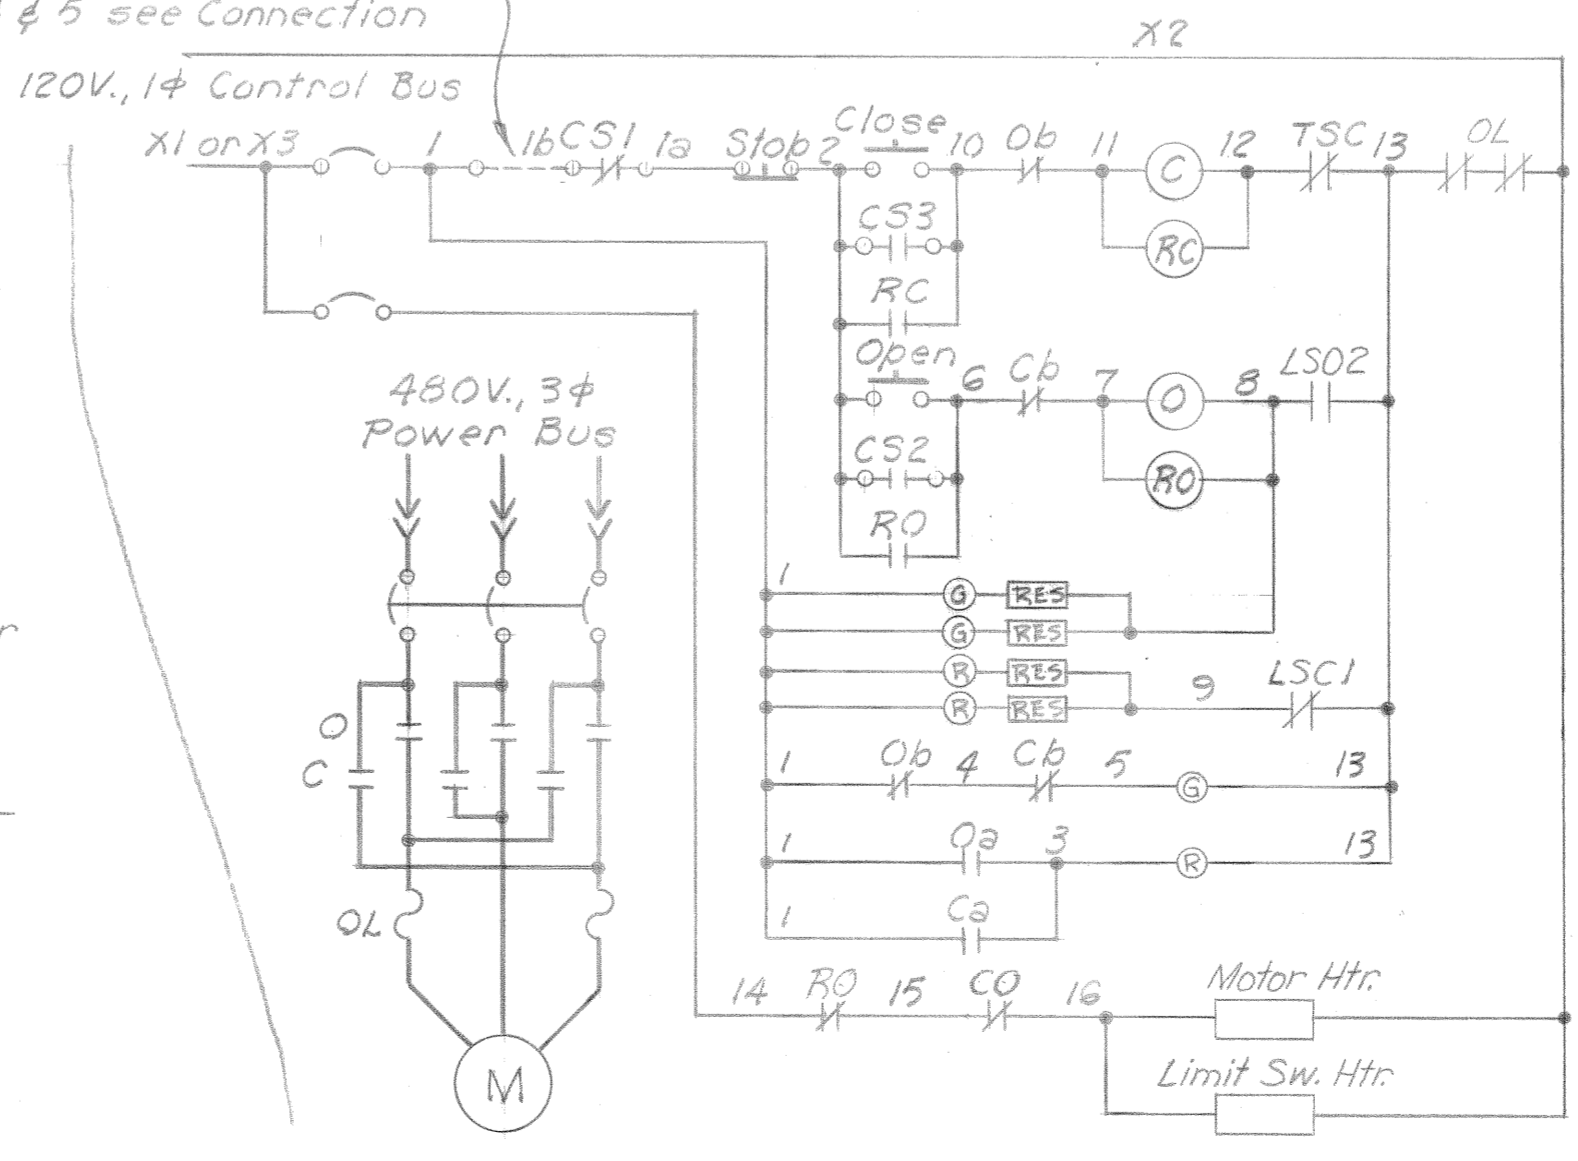 & 5 see Connection
X2
120V., 1ϕ Control Bus
X1 or X3
1
1b
CS1
1a
Stop
2
Close
10
Ob
11
C
12
TSC
13
OL
CS3
RC
RC
Open
6
Cb
7
O
8
LSO2
CS2
RO
RO
480V., 3ϕ
Power Bus
1
G
RES
G
RES
R
RES
R
RES
9
LSC1
O
C
1
Ob
4
Cb
5
G
13
1
Oa
3
R
13
1
Ca
OL
14
RO
15
CO
16
Motor Htr.
Limit Sw. Htr.
M